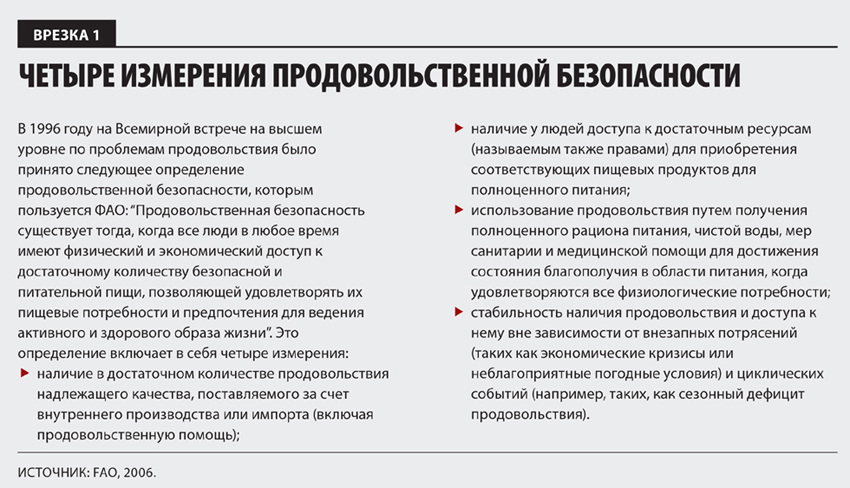 ВРЕЗКА 1
ЧЕТЫРЕ ИЗМЕРЕНИЯ ПРОДОВОЛЬСТВЕННОЙ БЕЗОПАСНОСТИ
В 1996 году на Всемирной встрече на высшем
уровне по проблемам продовольствия было
принято следующее определение
продовольственной безопасности, которым
пользуется ФАО: “Продовольственная безопасность
существует тогда, когда все люди в любое время
имеют физический и экономический доступ к
достаточному количеству безопасной и
питательной пищи, позволяющей удовлетворять их
пищевые потребности и предпочтения для ведения
активного и здорового образа жизни”. Это
определение включает в себя четыре измерения:
▶ наличие в достаточном количестве продовольствия
надлежащего качества, поставляемого за счет
внутреннего производства или импорта (включая
продовольственную помощь);
▶ наличие у людей доступа к достаточным ресурсам
(называемым также правами) для приобретения
соответствующих пищевых продуктов для
полноценного питания;
▶ использование продовольствия путем получения
полноценного рациона питания, чистой воды, мер
санитарии и медицинской помощи для достижения
состояния благополучия в области питания, когда
удовлетворяются все физиологические потребности;
▶ стабильность наличия продовольствия и доступа к
нему вне зависимости от внезапных потрясений
(таких как экономические кризисы или
неблагоприятные погодные условия) и циклических
событий (например, таких, как сезонный дефицит
продовольствия).
ИСТОЧНИК: FAO, 2006.